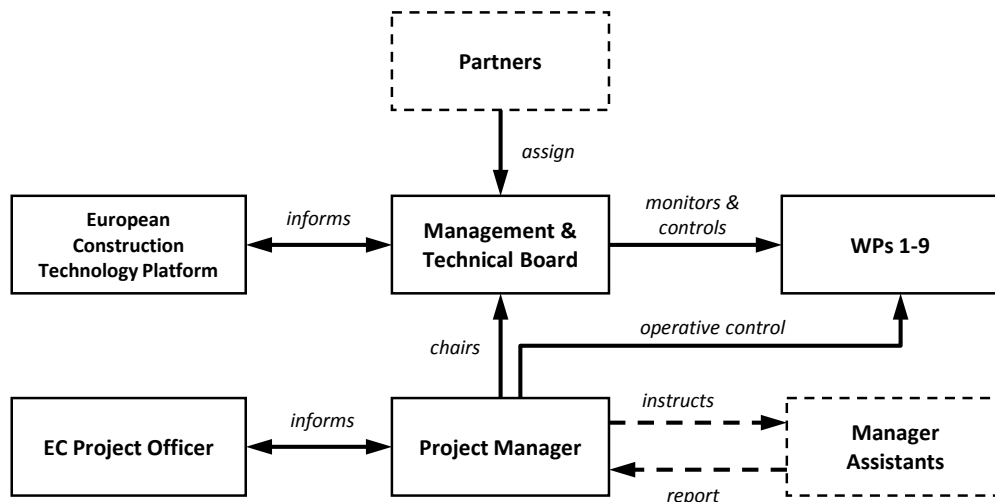 Partners
assign
European
Construction
Technology Platform
informs
Management &
Technical Board
monitors &
controls
WPs 1-9
chairs
operative control
EC Project Officer
informs
Project Manager
instructs
report
Manager
Assistants